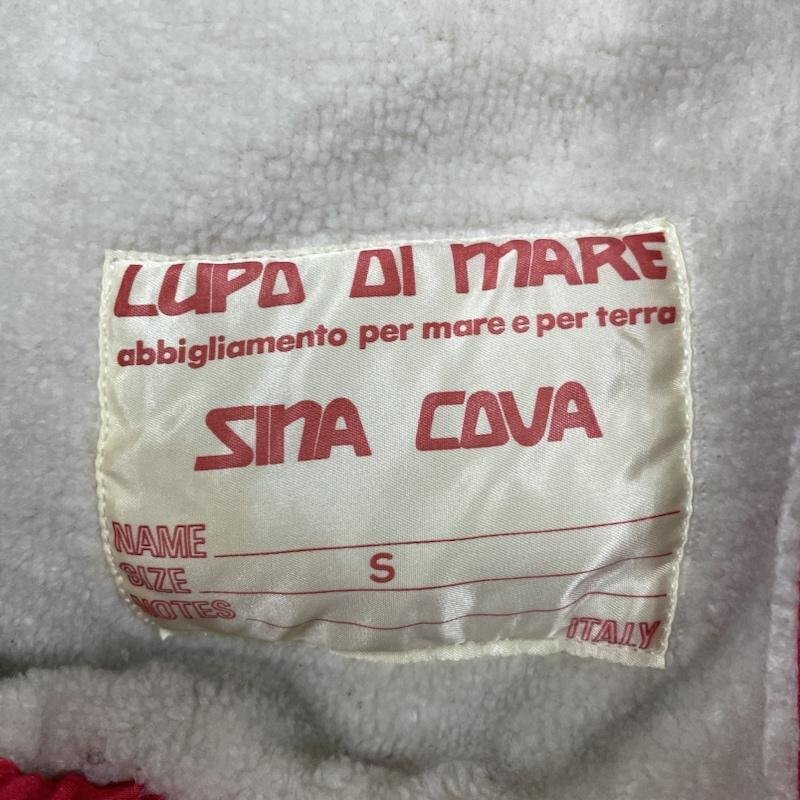 LUPO DI MARE
abbigliamento per mare e per terra
SINA COVA
NAME
SIZE S
NOTES
ITALY